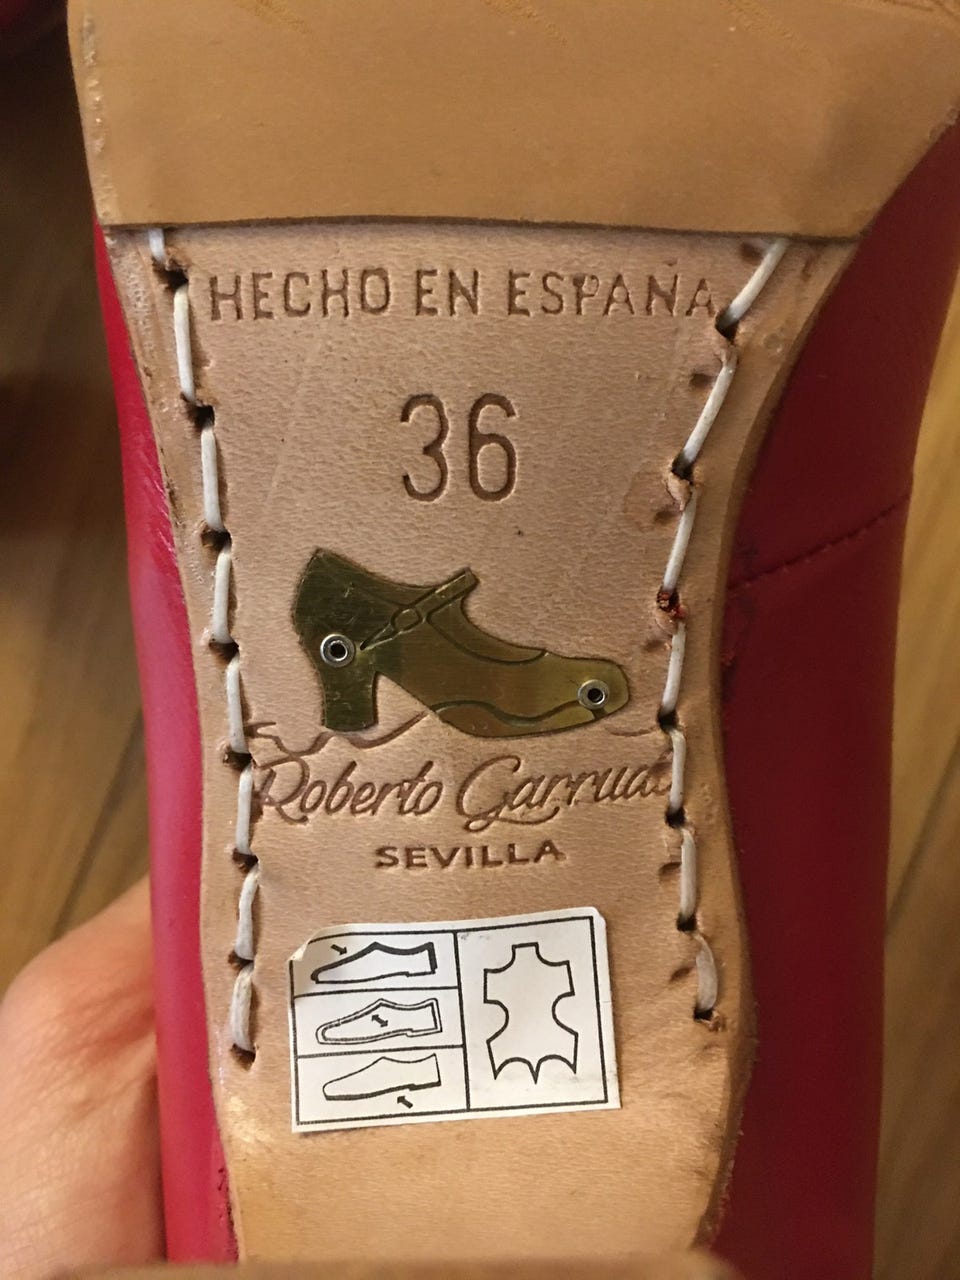 HECHO EN ESPAÑA
36
Roberto Garrudo
SEVILLA